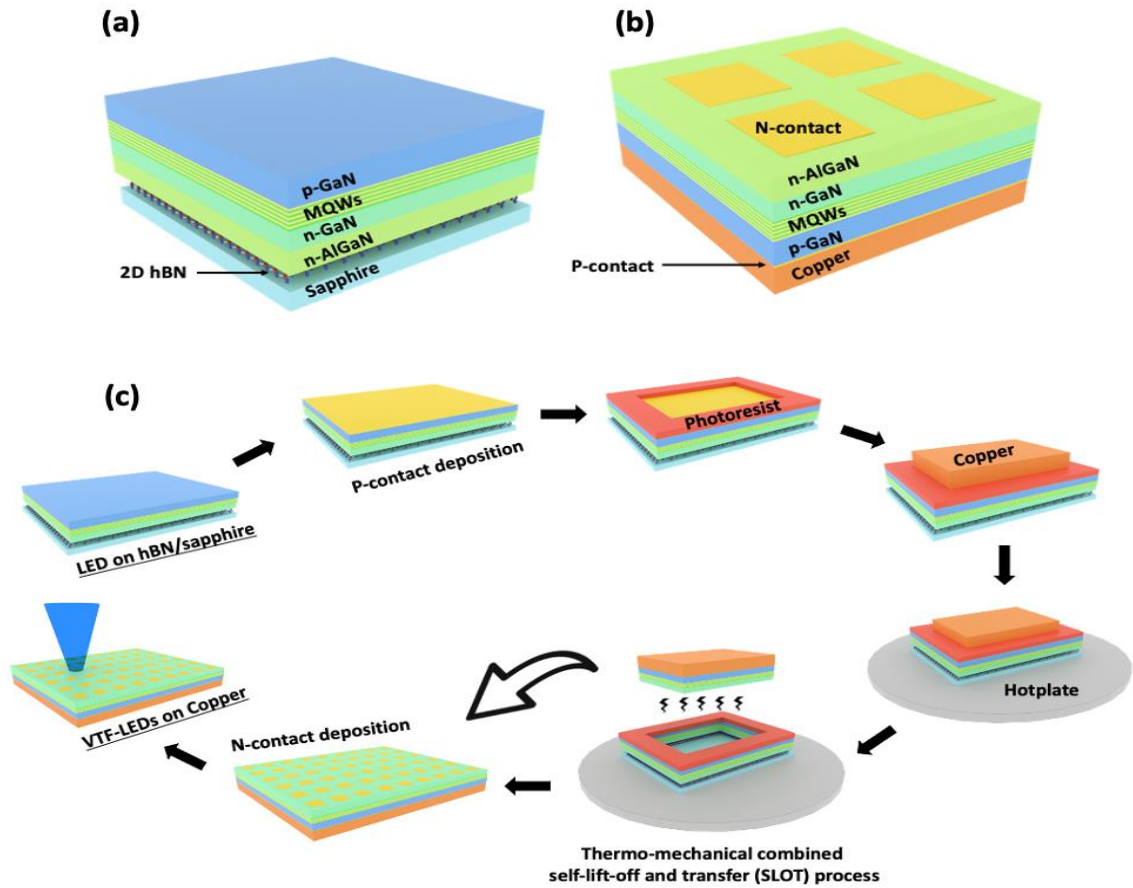 (a)
p-GaN
MQWs
n-GaN
n-AlGaN
2D hBN
Sapphire
(b)
N-contact
n-AlGaN
n-GaN
MQWs
p-GaN
P-contact
Copper
(c)
LED on hBN/sapphire
P-contact deposition
Photoresist
Copper
Hotplate
Thermo-mechanical combined
self-lift-off and transfer (SLOT) process
N-contact deposition
VTF-LEDs on Copper